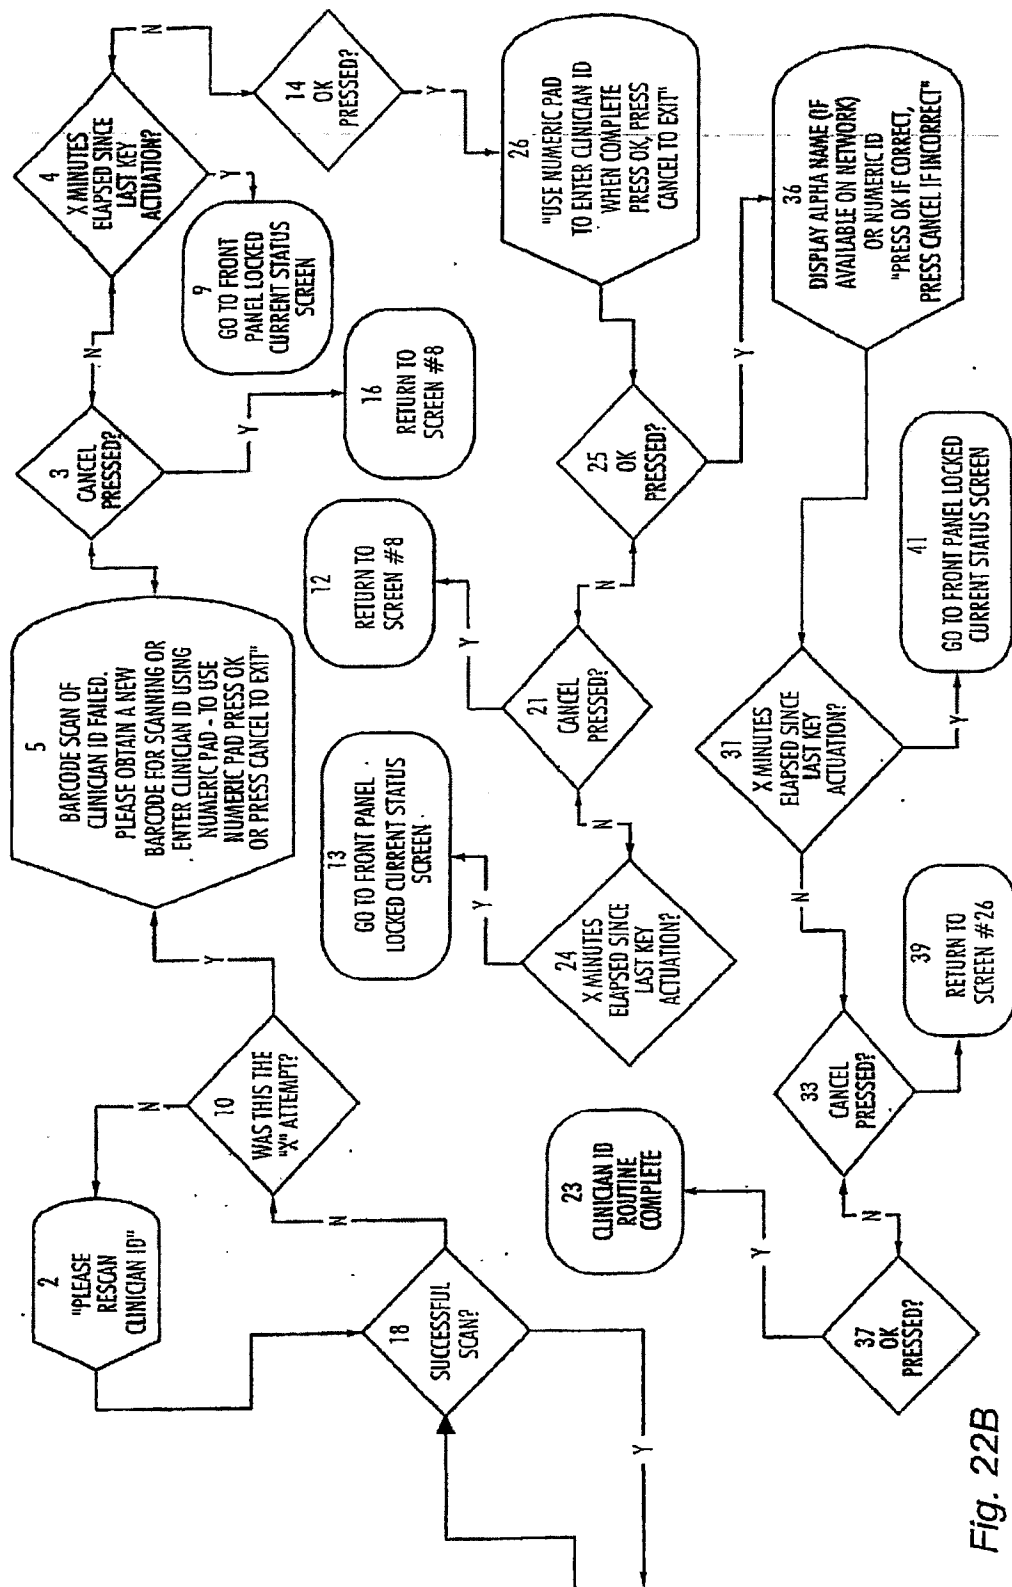 2
"PLEASE
RESCAN
CLINICIAN ID"
18
SUCCESSFUL
SCAN?
N
Y
10
WAS THIS THE
"X" ATTEMPT?
N
Y
5
BARCODE SCAN OF
CLINICIAN ID FAILED.
PLEASE OBTAIN A NEW
BARCODE FOR SCANNING OR
ENTER CLINICIAN ID USING
NUMERIC PAD - TO USE
NUMERIC PAD PRESS OK
OR PRESS CANCEL TO EXIT"
3
CANCEL
PRESSED?
N
Y
4
X MINUTES
ELAPSED SINCE
LAST KEY
ACTUATION?
N
Y
9
GO TO FRONT
PANEL LOCKED
CURRENT STATUS
SCREEN
16
RETURN TO
SCREEN #8
14
OK
PRESSED?
Y
26
"USE NUMERIC PAD
TO ENTER CLINICIAN ID
WHEN COMPLETE
PRESS OK, PRESS
CANCEL TO EXIT"
25
OK
PRESSED?
N
Y
12
RETURN TO
SCREEN #8
21
CANCEL
PRESSED?
Y
N
13
GO TO FRONT PANEL
LOCKED CURRENT STATUS
SCREEN
24
X MINUTES
ELAPSED SINCE
LAST KEY
ACTUATION?
Y
36
DISPLAY ALPHA NAME (IF
AVAILABLE ON NETWORK)
OR NUMERIC ID
"PRESS OK IF CORRECT,
PRESS CANCEL IF INCORRECT"
31
X MINUTES
ELAPSED SINCE
LAST KEY
ACTUATION?
N
Y
41
GO TO FRONT PANEL LOCKED
CURRENT STATUS SCREEN
33
CANCEL
PRESSED?
N
39
RETURN TO
SCREEN #26
37
OK
PRESSED?
Y
23
CLINICIAN ID
ROUTINE
COMPLETE
Fig. 22B